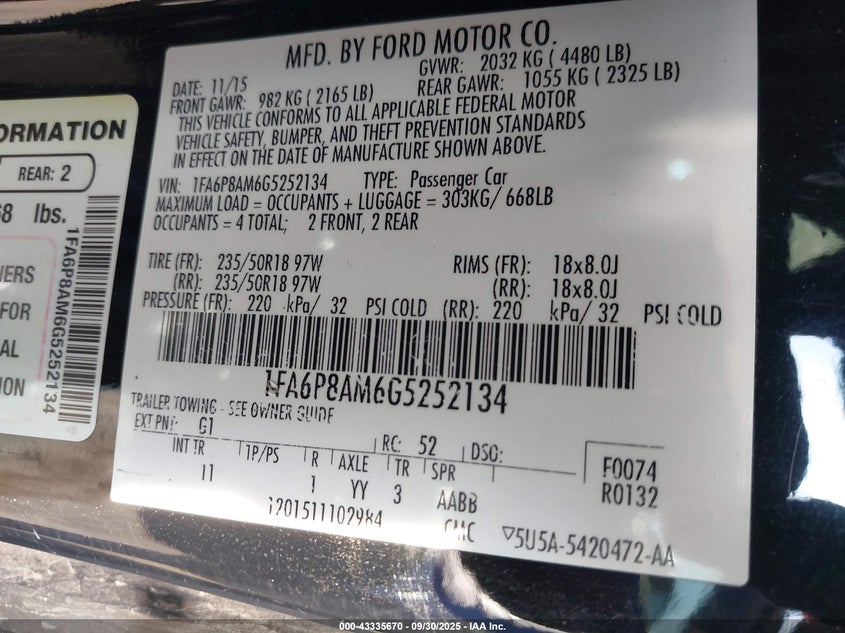 MFD. BY FORD MOTOR CO.
DATE: 11/15 GVWR: 2032 KG ( 4480 LB)
FRONT GAWR: 982 KG ( 2165 LB) REAR GAWR: 1055 KG ( 2325 LB)
THIS VEHICLE CONFORMS TO ALL APPLICABLE FEDERAL MOTOR
VEHICLE SAFETY, BUMPER, AND THEFT PREVENTION STANDARDS
IN EFFECT ON THE DATE OF MANUFACTURE SHOWN ABOVE.
VIN: 1FA6P8AM6G5252134 TYPE: Passenger Car
MAXIMUM LOAD = OCCUPANTS + LUGGAGE = 303KG/ 668LB
OCCUPANTS = 4 TOTAL; 2 FRONT, 2 REAR
TIRE (FR): 235/50R18 97W RIMS (FR): 18x8.0J
(RR): 235/50R18 97W (RR): 18x8.0J
PRESSURE (FR): 220 kPa/ 32 PSI COLD (RR): 220 kPa/ 32 PSI COLD
1FA6P8AM6G5252134
TRAILER TOWING - SEE OWNER GUIDE
EXT PNT: G1 RC: 52 DSO:
INT TR TP/PS R AXLE TR SPR F0074
11 1 YY 3 AABB R0132
1201511102984 CMC ▽5U5A-5420472-AA
ORMATION
REAR: 2
68 lbs.
NERS
FOR
AL
ION
1FA6P8AM6G5252134
000-43335670 - 09/30/2025 - IAA Inc.